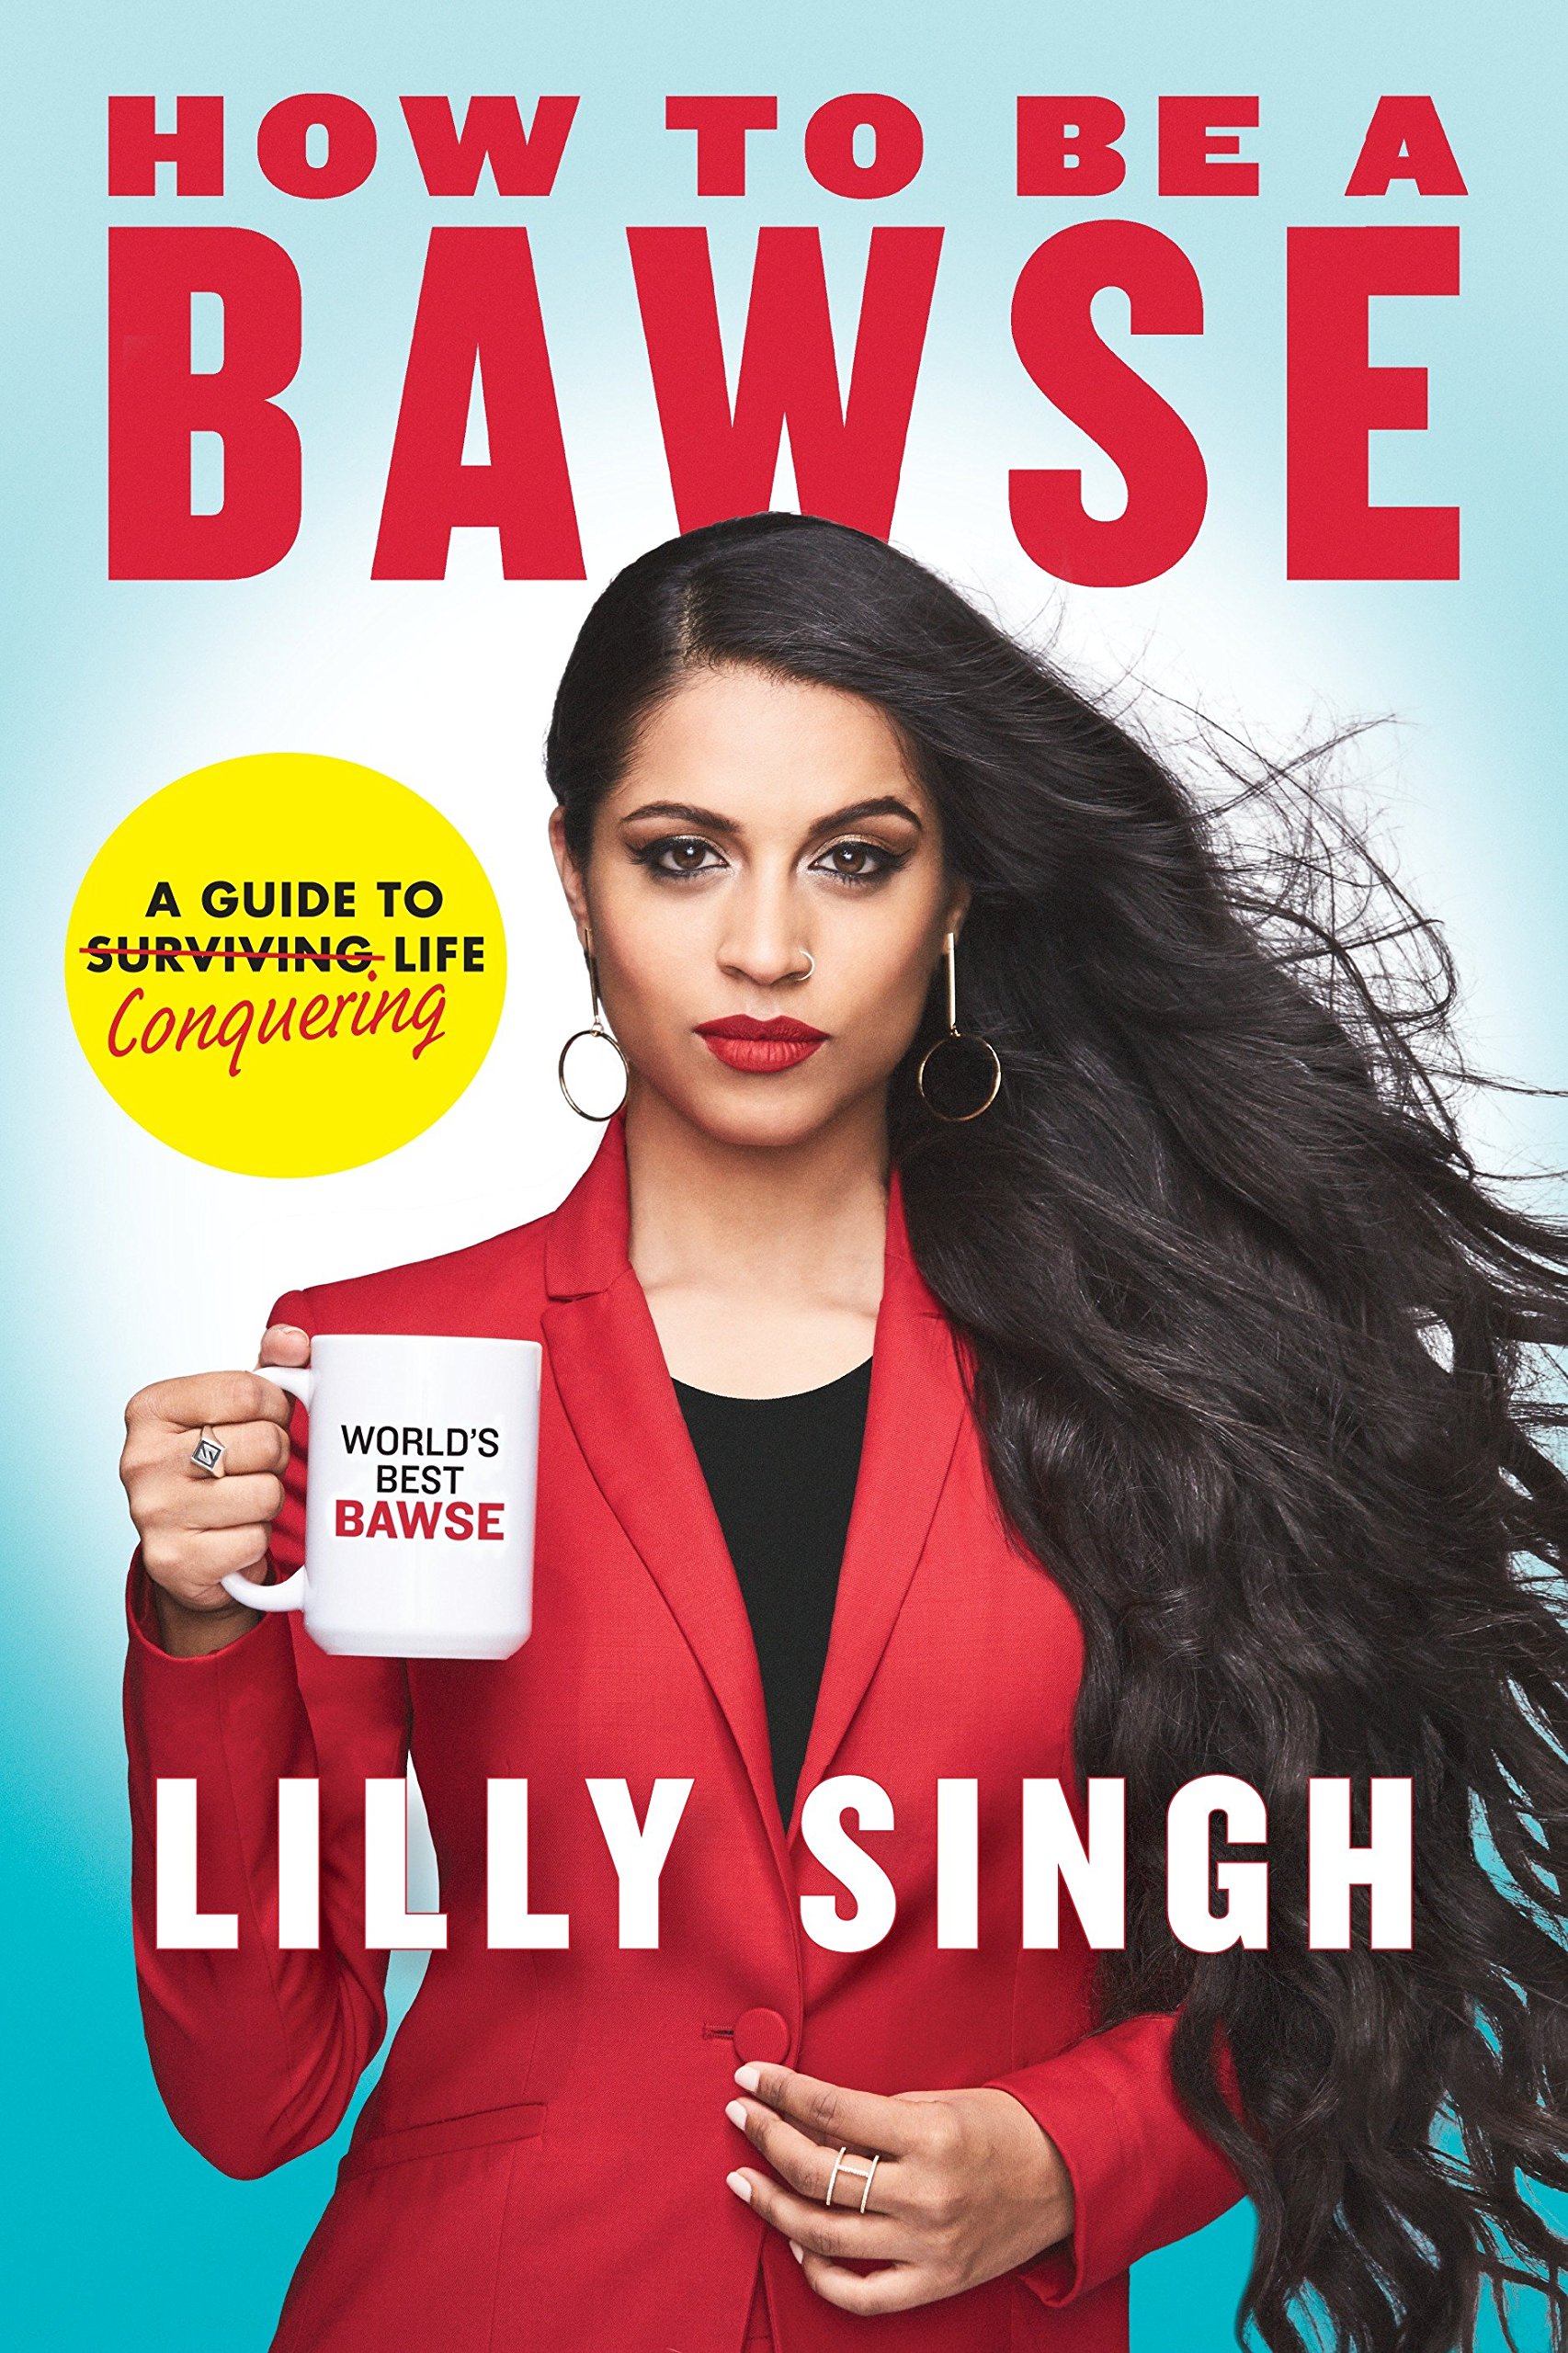 HOW TO BE A
BAWSE
A GUIDE TO
SURVIVING LIFE
Conquering
WORLD'S
BEST
BAWSE
LILLY SINGH